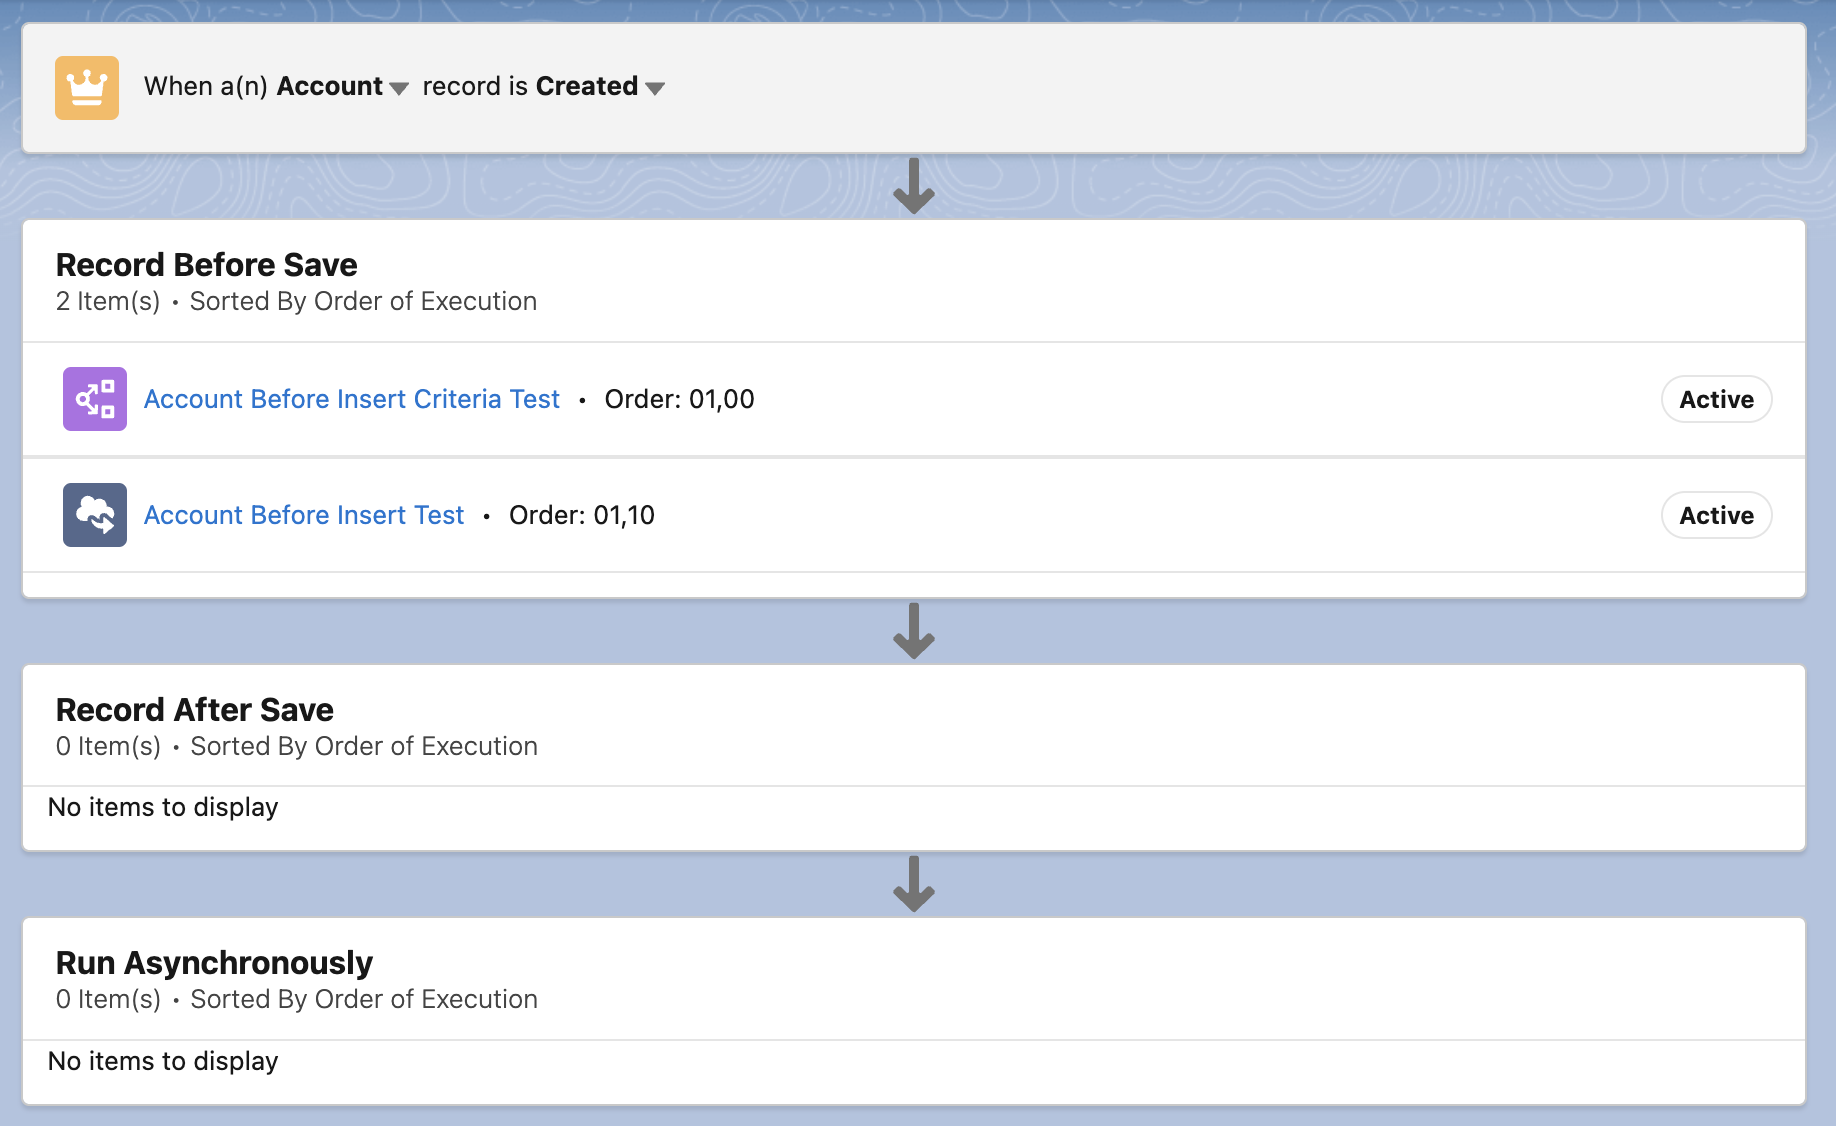 When a(n) Account record is Created
Record Before Save
2 Item(s) • Sorted By Order of Execution
Account Before Insert Criteria Test • Order: 01,00
Active
Account Before Insert Test • Order: 01,10
Active
Record After Save
0 Item(s) • Sorted By Order of Execution
No items to display
Run Asynchronously
0 Item(s) • Sorted By Order of Execution
No items to display